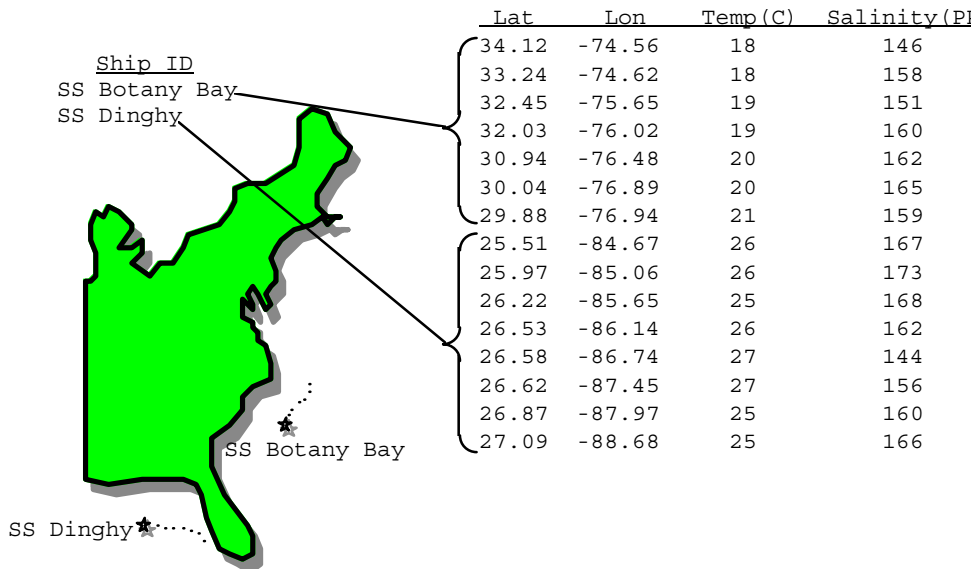 Lat Lon Temp(C) Salinity(PP
34.12 -74.56 18 146
33.24 -74.62 18 158
32.45 -75.65 19 151
32.03 -76.02 19 160
30.94 -76.48 20 162
30.04 -76.89 20 165
29.88 -76.94 21 159
25.51 -84.67 26 167
25.97 -85.06 26 173
26.22 -85.65 25 168
26.53 -86.14 26 162
26.58 -86.74 27 144
26.62 -87.45 27 156
26.87 -87.97 25 160
27.09 -88.68 25 166
Ship ID
SS Botany Bay
SS Dinghy
SS Botany Bay
SS Dinghy